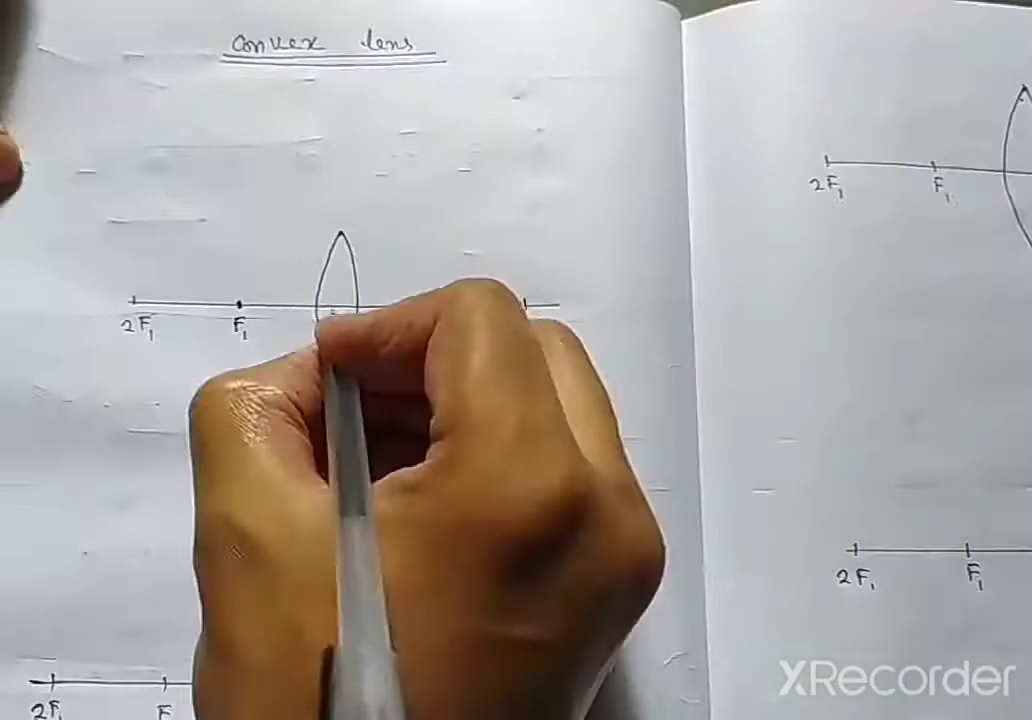 convex lens
2F₁ F₁
2F₁ F
2F₁ F₁
2F₁ F₁
XRecorder